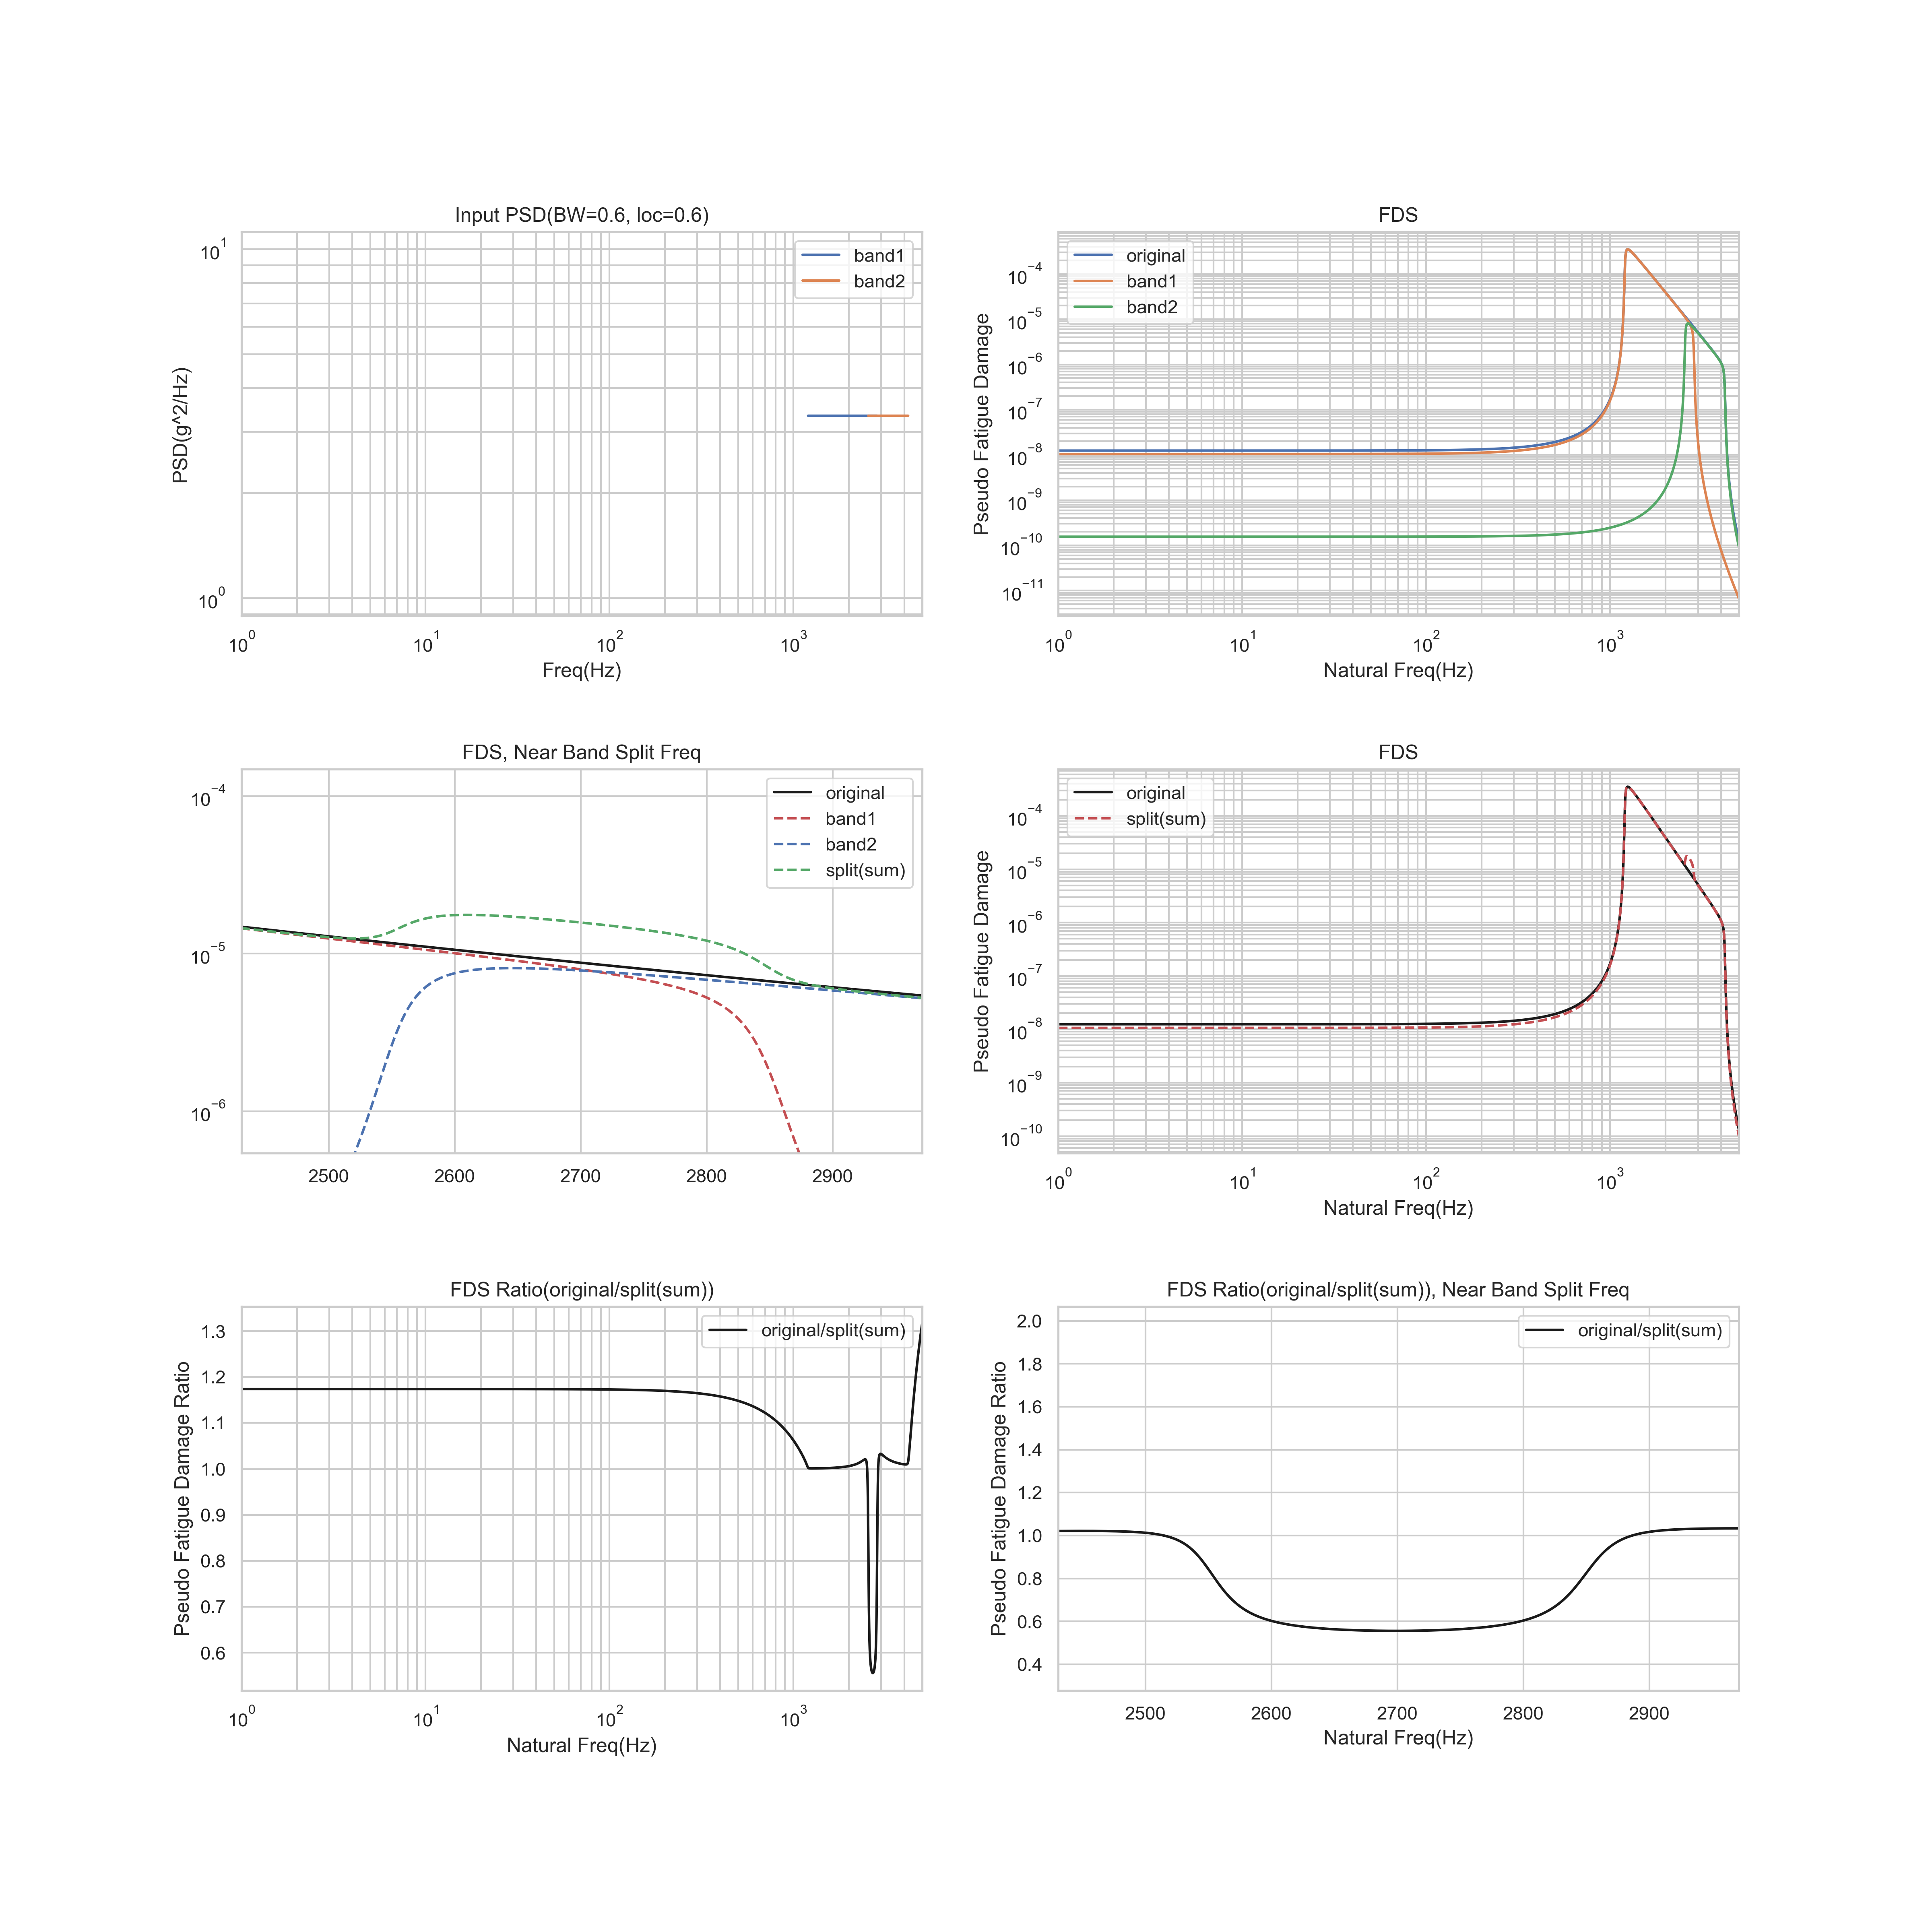 Input PSD(BW=0.6, loc=0.6)
band1
band2
10^1
10^0
PSD(g^2/Hz)
10^0 10^1 10^2 10^3
Freq(Hz)
FDS
original
band1
band2
10^−4
10^−5
10^−6
10^−7
10^−8
10^−9
10^−10
10^−11
Pseudo Fatigue Damage
10^0 10^1 10^2 10^3
Natural Freq(Hz)
FDS, Near Band Split Freq
original
band1
band2
split(sum)
10^−4
10^−5
10^−6
2500 2600 2700 2800 2900
FDS
original
split(sum)
10^−4
10^−5
10^−6
10^−7
10^−8
10^−9
10^−10
Pseudo Fatigue Damage
10^0 10^1 10^2 10^3
Natural Freq(Hz)
FDS Ratio(original/split(sum))
original/split(sum)
1.3
1.2
1.1
1.0
0.9
0.8
0.7
0.6
Pseudo Fatigue Damage Ratio
10^0 10^1 10^2 10^3
Natural Freq(Hz)
FDS Ratio(original/split(sum)), Near Band Split Freq
original/split(sum)
2.0
1.8
1.6
1.4
1.2
1.0
0.8
0.6
0.4
Pseudo Fatigue Damage Ratio
2500 2600 2700 2800 2900
Natural Freq(Hz)